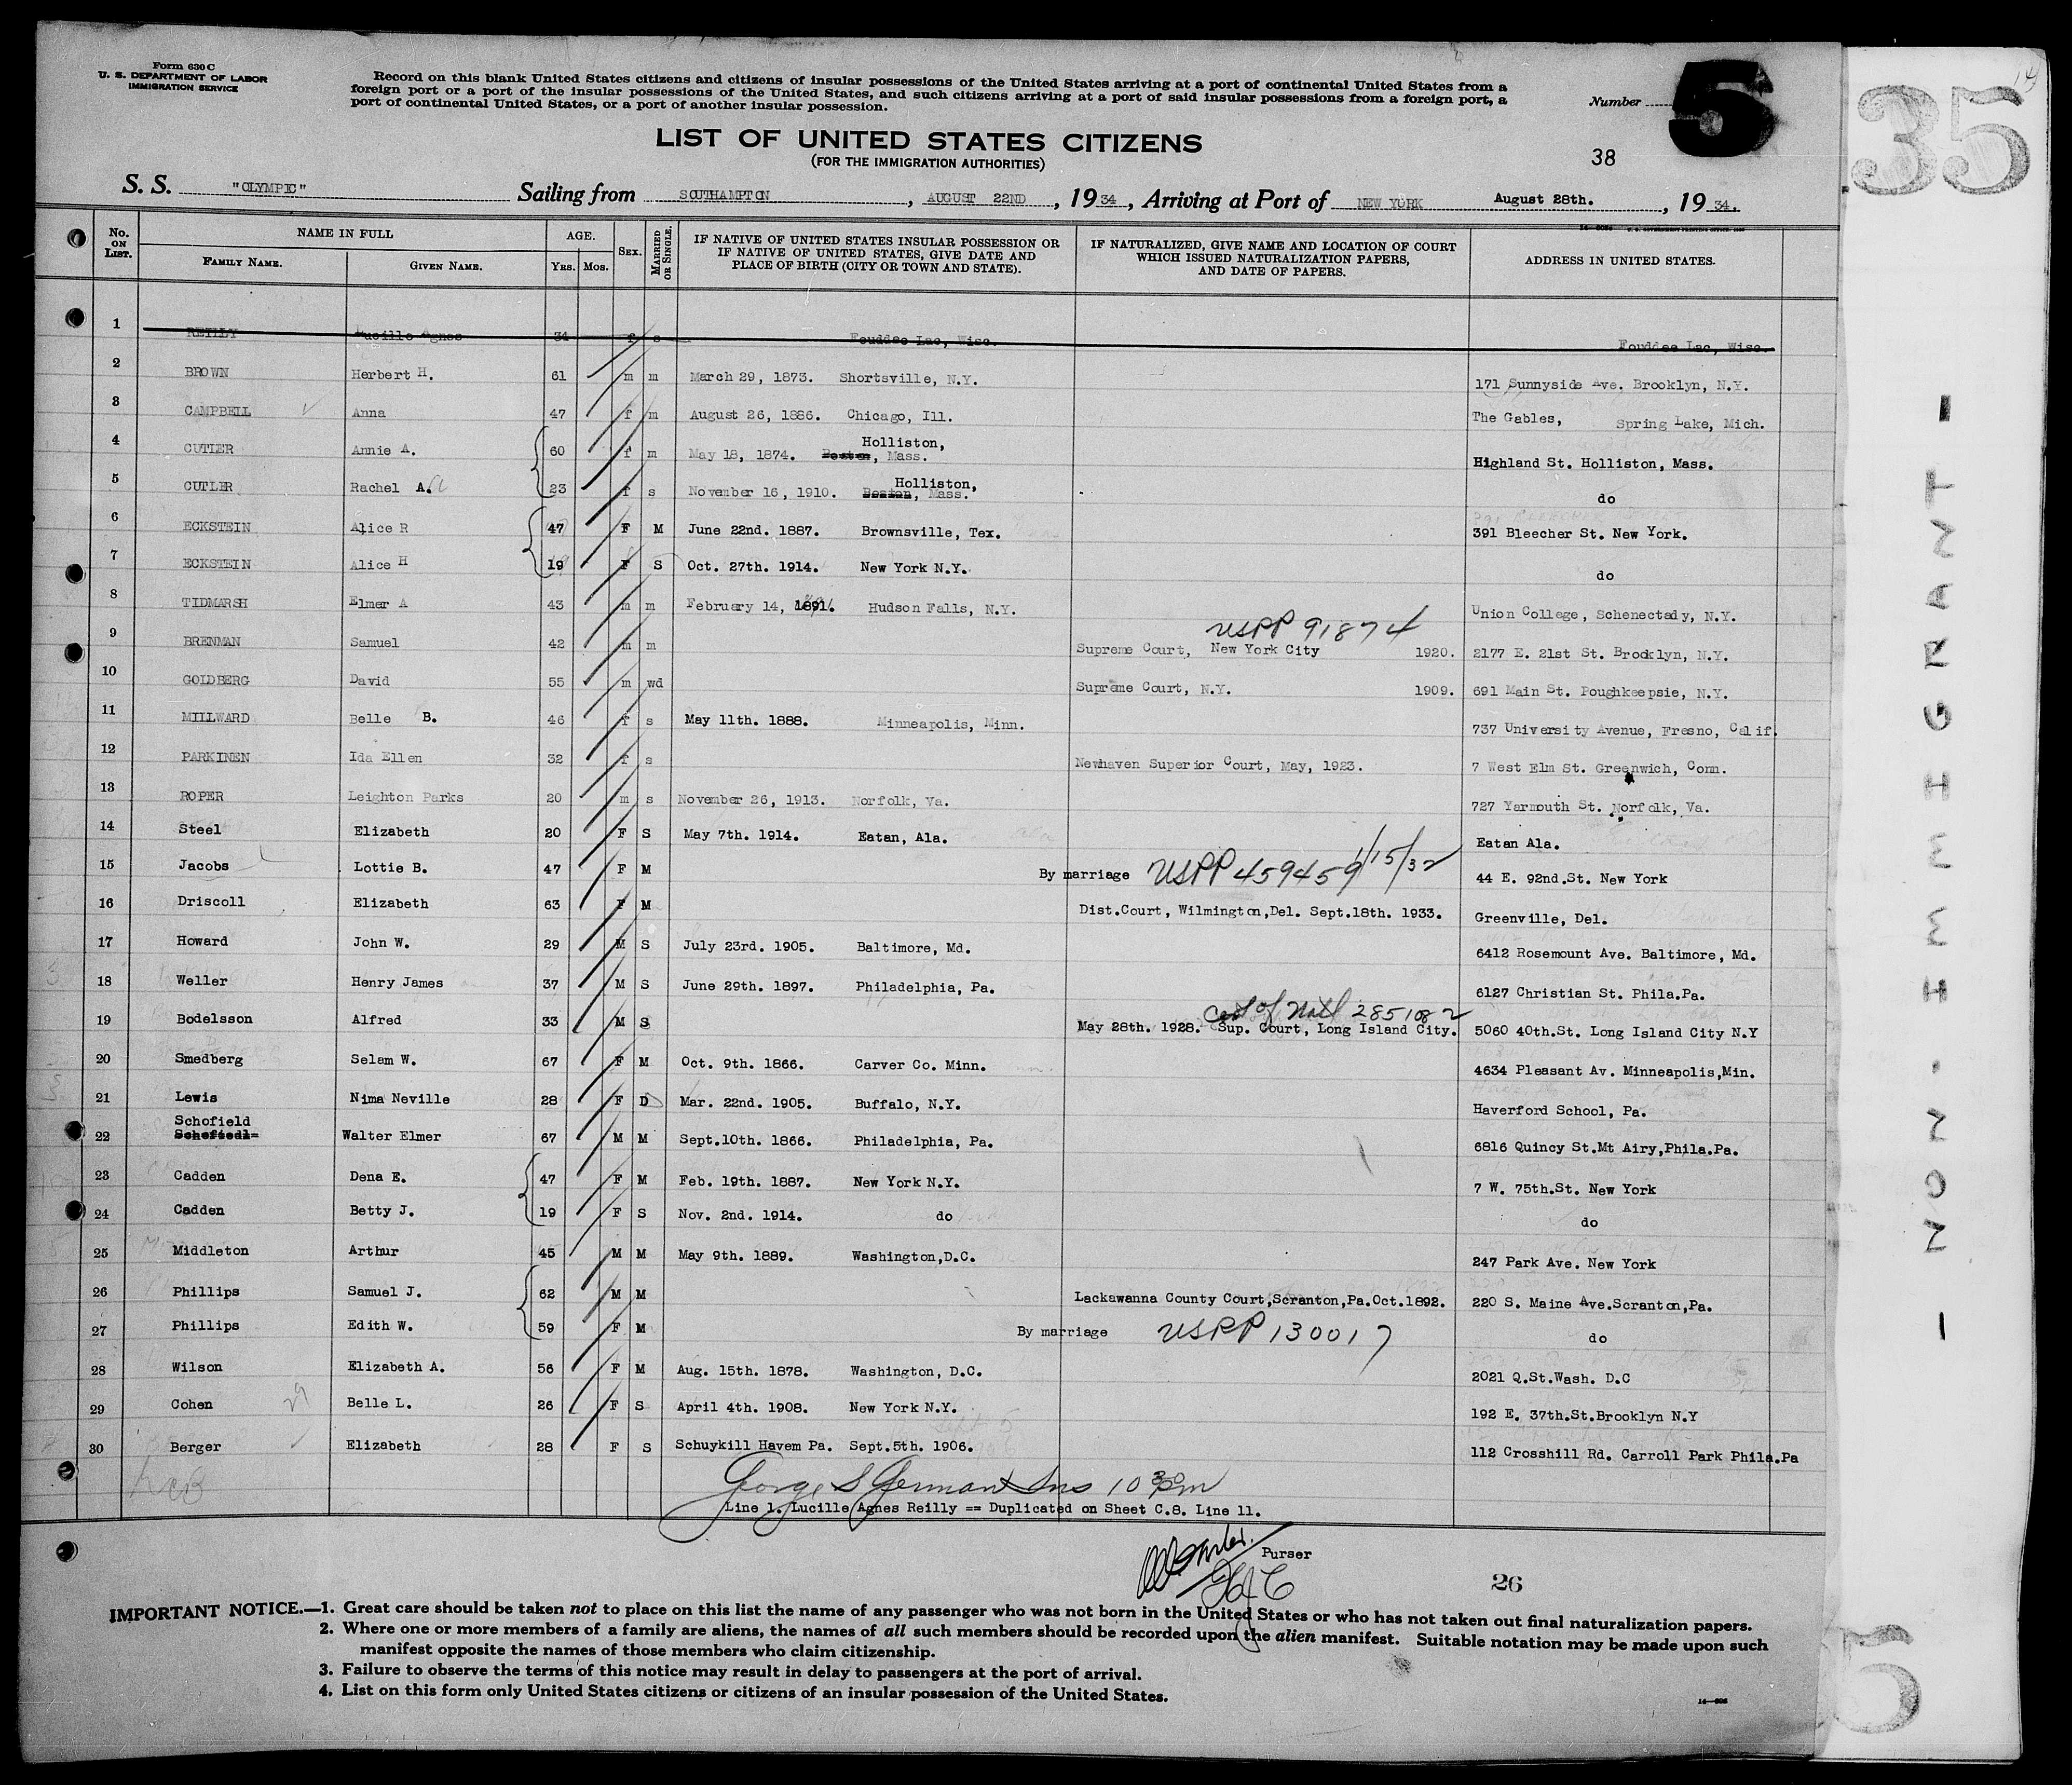 Form 630 C
U. S. DEPARTMENT OF LABOR
IMMIGRATION SERVICE
Record on this blank United States citizens and citizens of insular possessions of the United States arriving at a port of continental United States from a
foreign port or a port of the insular possessions of the United States, and such citizens arriving at a port of said insular possessions from a foreign port, a
port of continental United States, or a port of another insular possession.
Number 5
35
LIST OF UNITED STATES CITIZENS
(FOR THE IMMIGRATION AUTHORITIES)
38
S. S. "OLYMPIC" Sailing from SOUTHAMPTON, AUGUST 22ND, 1934, Arriving at Port of NEW YORK August 28th., 1934.
No. ON LIST. NAME IN FULL FAMILY NAME. GIVEN NAME. AGE. YRS. MOS. SEX. MARRIED OR SINGLE. IF NATIVE OF UNITED STATES INSULAR POSSESSION OR IF NATIVE OF UNITED STATES, GIVE DATE AND PLACE OF BIRTH (CITY OR TOWN AND STATE). IF NATURALIZED, GIVE NAME AND LOCATION OF COURT WHICH ISSUED NATURALIZATION PAPERS, AND DATE OF PAPERS. ADDRESS IN UNITED STATES.
1 REILLY Lucille Agnes 34 f s Fouddee Lac, Wisc. Fouddee Lac, Wisc.
2 BROWN Herbert H. 61 m m March 29, 1873. Shortsville, N.Y. 171 Sunnyside Ave. Brooklyn, N.Y.
3 CAMPBELL Anna 47 f m August 26, 1886. Chicago, Ill. The Gables, Spring Lake, Mich.
4 CUTLER Annie A. 60 f m May 18, 1874. Boston, Holliston, Mass. Highland St. Holliston, Mass.
5 CUTLER Rachel A. 23 f s November 16, 1910. Boston, Holliston, Mass. do
6 ECKSTEIN Alice R 47 F M June 22nd. 1887. Brownsville, Tex. 391 Bleecher St. New York.
7 ECKSTEIN Alice H 19 F S Oct. 27th. 1914. New York N.Y. do
8 TIDMARSH Elmer A 43 m m February 14, 1891. Hudson Falls, N.Y. Union College, Schenectady, N.Y.
USPP 91874
9 BRENMAN Samuel 42 m m Supreme Court, New York City 1920. 2177 E. 21st St. Brooklyn, N.Y.
10 GOLDBERG David 55 m wd Supreme Court, N.Y. 1909. 691 Main St. Poughkeepsie, N.Y.
11 MILLWARD Belle B. 46 f s May 11th. 1888. Minneapolis, Minn. 737 University Avenue, Fresno, Calif.
12 PARKINEN Ida Ellen 32 f s Newhaven Superior Court, May, 1923. 7 West Elm St. Greenwich, Conn.
13 ROPER Leighton Parks 20 m s November 26, 1913. Norfolk, Va. 727 Yarmouth St. Norfolk, Va.
14 Steel Elizabeth 20 F S May 7th. 1914. Eatan, Ala. Eatan Ala.
15 Jacobs Lottie B. 47 F M By marriage USPP 459459 1/15/32 44 E. 92nd.St. New York
16 Driscoll Elizabeth 63 F M Dist.Court, Wilmington,Del. Sept.18th. 1933. Greenville, Del.
17 Howard John W. 29 M S July 23rd. 1905. Baltimore, Md. 6412 Rosemount Ave. Baltimore, Md.
18 Weller Henry James 37 M S June 29th. 1897. Philadelphia, Pa. 6127 Christian St. Phila.Pa.
Cert of Natl 2851082
19 Bodelsson Alfred 33 M S May 28th. 1928. Sup. Court, Long Island City. 5060 40th.St. Long Island City N.Y
20 Smedberg Selam W. 67 F M Oct. 9th. 1866. Carver Co. Minn. 4634 Pleasant Av. Minneapolis,Min.
21 Lewis Nima Neville 28 F D Mar. 22nd. 1905. Buffalo, N.Y. Haverford School, Pa.
Schofield
22 Schofiedl= Walter Elmer 67 M M Sept.10th. 1866. Philadelphia, Pa. 6816 Quincy St.Mt Airy,Phila.Pa.
23 Cadden Dena E. 47 F M Feb. 19th. 1887. New York N.Y. 7 W. 75th.St. New York
24 Cadden Betty J. 19 F S Nov. 2nd. 1914. do do
25 Middleton Arthur 45 M M May 9th. 1889. Washington,D.C. 247 Park Ave. New York
26 Phillips Samuel J. 62 M M Lackawanna County Court,Scranton,Pa.Oct.1892. 220 S. Maine Ave.Scranton,Pa.
27 Phillips Edith W. 59 F M By marriage USPP 130017 do
28 Wilson Elizabeth A. 56 F M Aug. 15th. 1878. Washington, D.C. 2021 Q.St.Wash. D.C
29 Cohen 29 Belle L. 26 F S April 4th. 1908. New York N.Y. 192 E. 37th.St.Brooklyn N.Y
30 Berger Elizabeth 28 F S Schuykill Havem Pa. Sept.5th. 1906. 112 Crosshill Rd. Carroll Park Phila.Pa
George S Germant Ins 10 30 pm
Line 1. Lucille Agnes Reilly == Duplicated on Sheet C.8. Line 11.
Purser
26
IMPORTANT NOTICE.—1. Great care should be taken not to place on this list the name of any passenger who was not born in the United States or who has not taken out final naturalization papers.
2. Where one or more members of a family are aliens, the names of all such members should be recorded upon the alien manifest. Suitable notation may be made upon such
manifest opposite the names of those members who claim citizenship.
3. Failure to observe the terms of this notice may result in delay to passengers at the port of arrival.
4. List on this form only United States citizens or citizens of an insular possession of the United States.
- NON-IMMIGRANT -
5